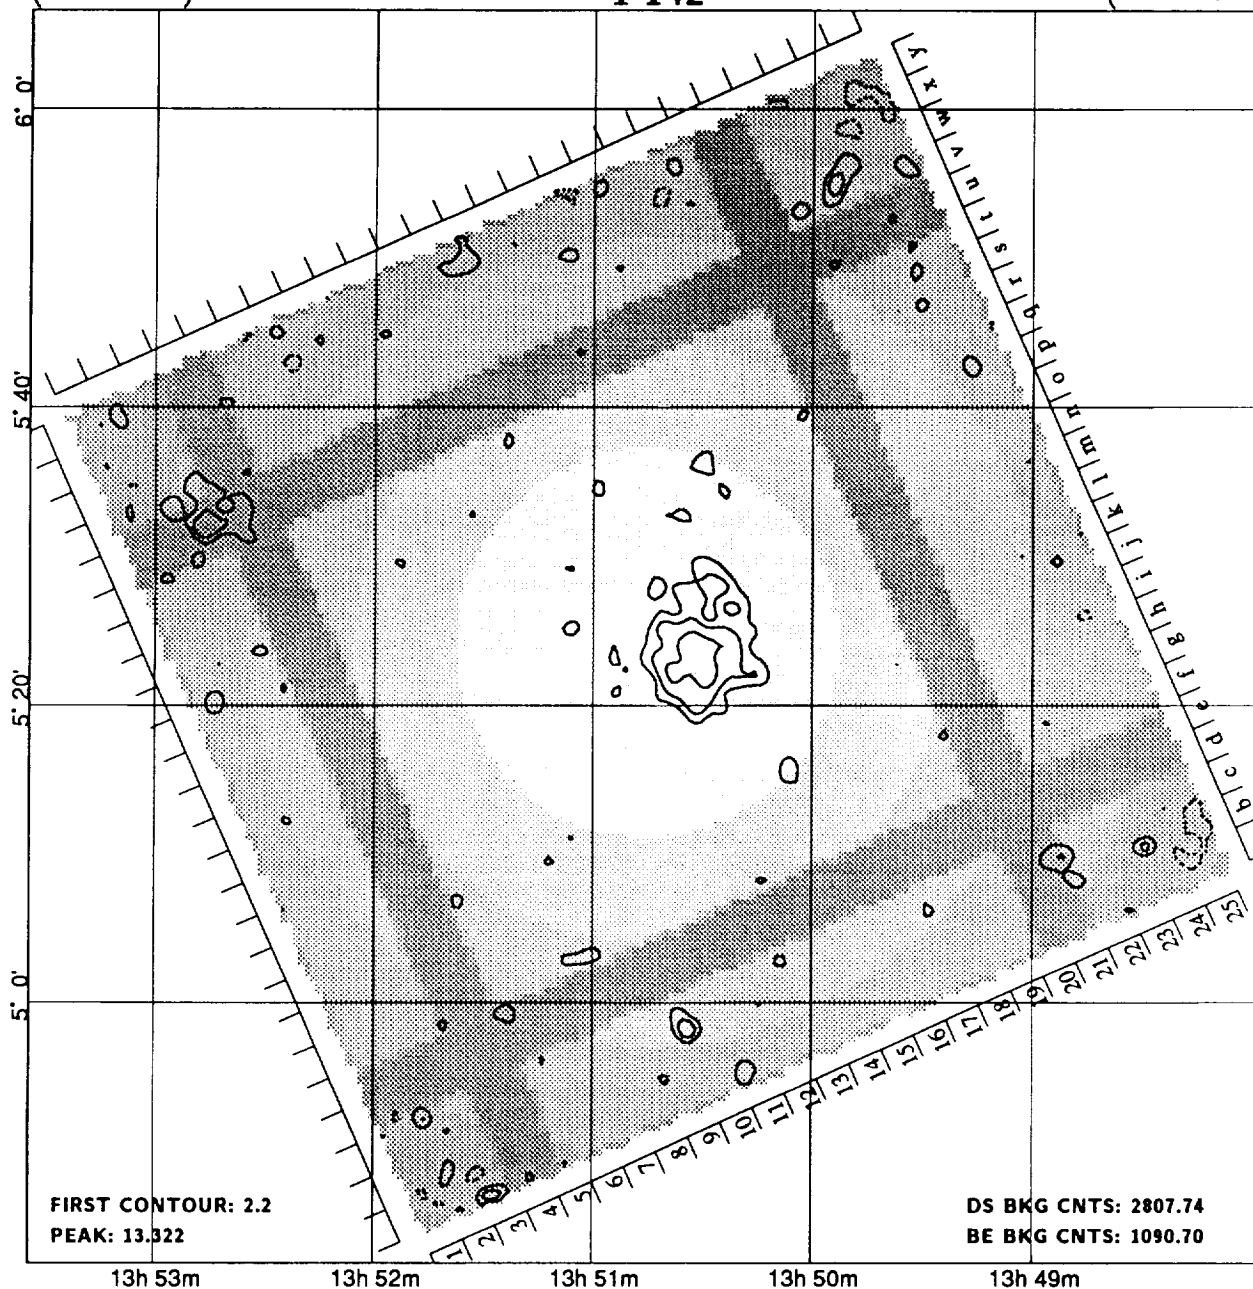 6° 0'
5° 40'
5° 20'
5° 0'
y x w v u t s r q p o n m l k j i h g f e d c b
1 2 3 4 5 6 7 8 9 10 11 12 13 14 15 16 17 18 19 20 21 22 23 24 25
FIRST CONTOUR: 2.2
PEAK: 13.322
DS BKG CNTS: 2807.74
BE BKG CNTS: 1090.70
13h 53m 13h 52m 13h 51m 13h 50m 13h 49m